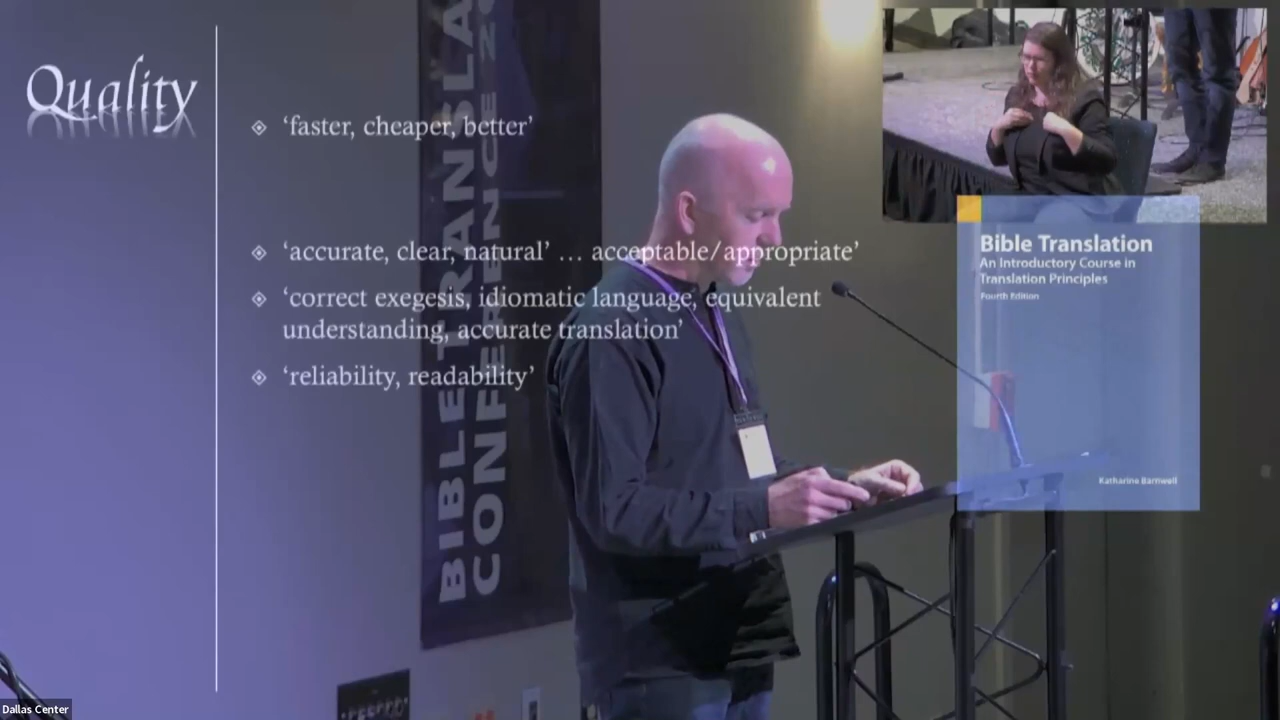 Quality
‘faster, cheaper, better’
‘accurate, clear, natural’ … acceptable/appropriate’
‘correct exegesis, idiomatic language, equivalent
understanding, accurate translation’
‘reliability, readability’
BIBLE TRANSLA
CONFERENCE 2
Bible Translation
An Introductory Course in
Translation Principles
Fourth Edition
Katharine Barnwell
Dallas Center